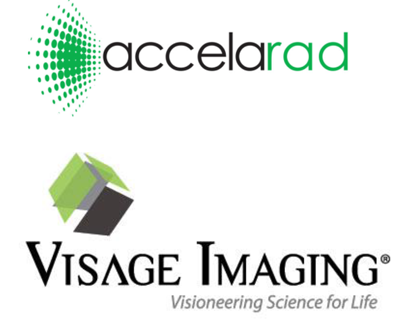 accelarad
VISAGE IMAGING®
Visioneering Science for Life